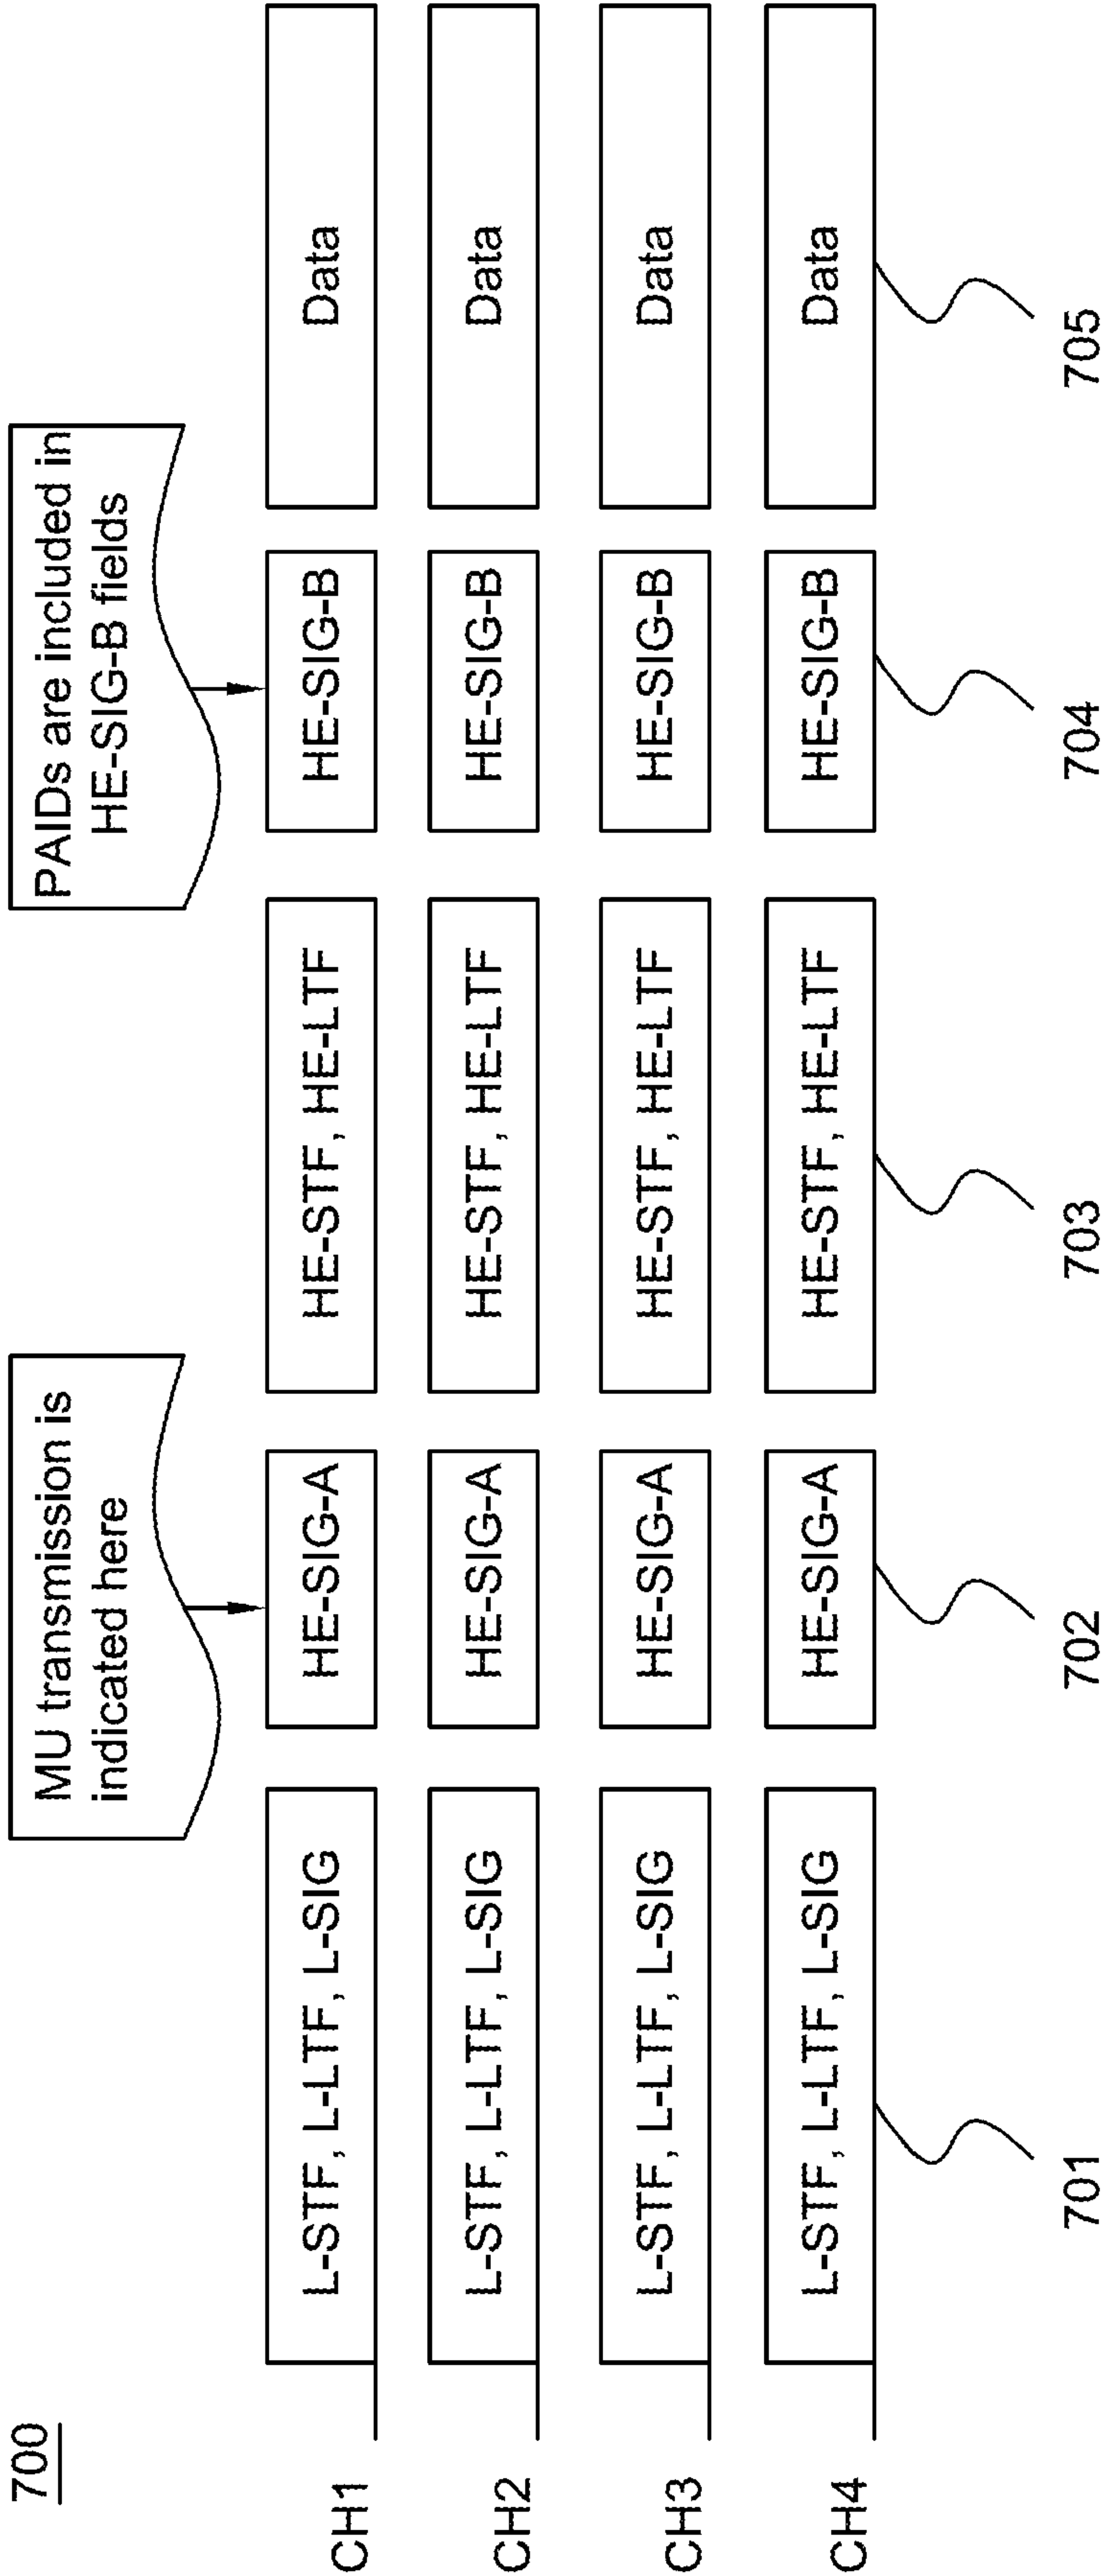 700
MU transmission is
indicated here
PAIDs are included in
HE-SIG-B fields
CH1
L-STF, L-LTF, L-SIG
HE-SIG-A
HE-STF, HE-LTF
HE-SIG-B
Data
CH2
L-STF, L-LTF, L-SIG
HE-SIG-A
HE-STF, HE-LTF
HE-SIG-B
Data
CH3
L-STF, L-LTF, L-SIG
HE-SIG-A
HE-STF, HE-LTF
HE-SIG-B
Data
CH4
L-STF, L-LTF, L-SIG
HE-SIG-A
HE-STF, HE-LTF
HE-SIG-B
Data
701
702
703
704
705